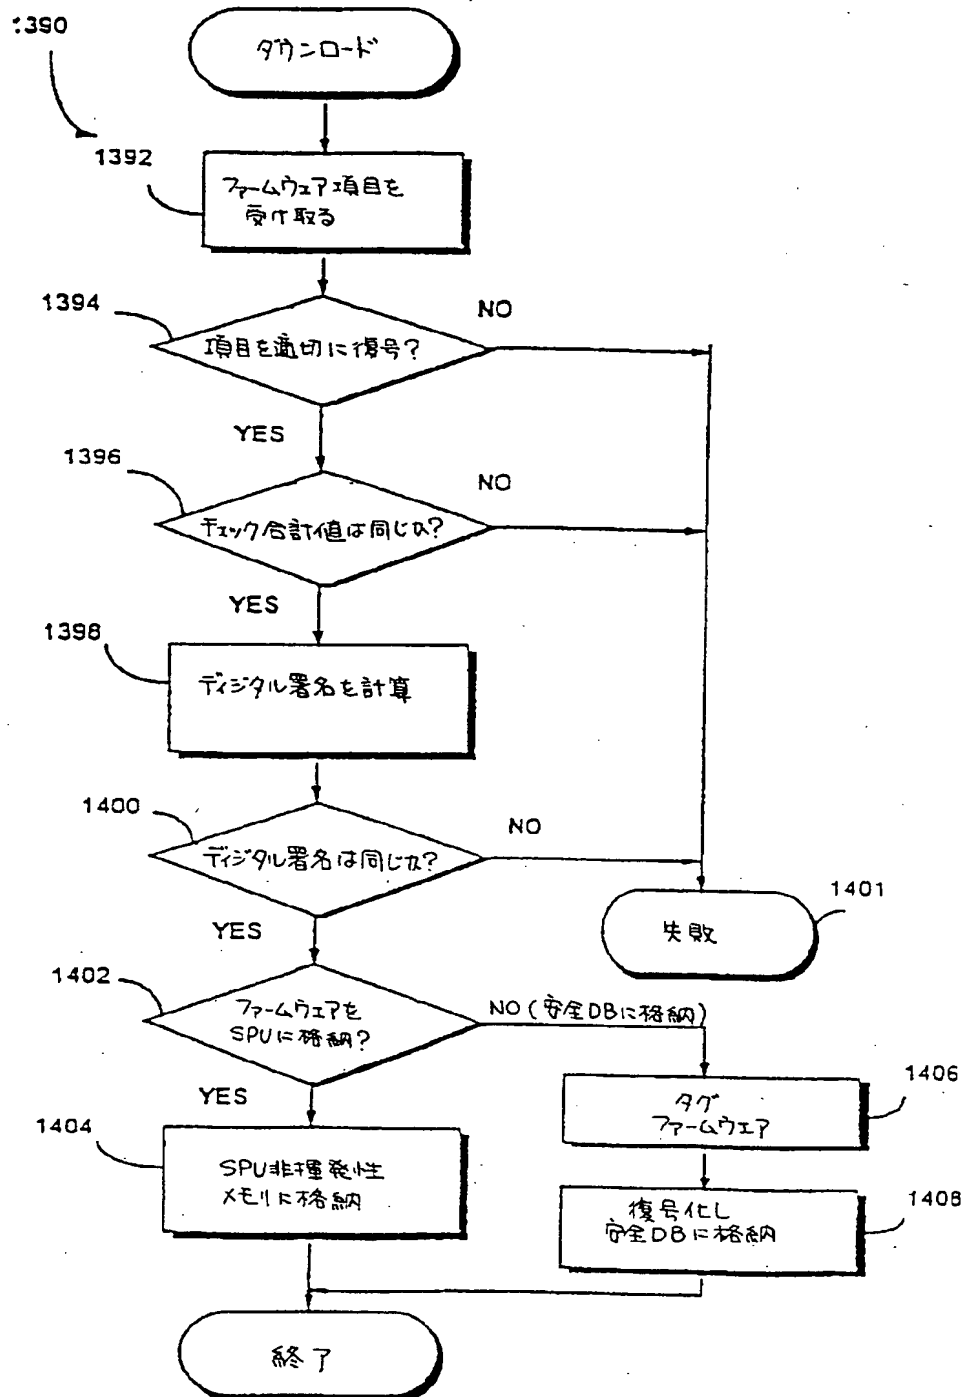 1390
ダウンロード
1392
ファームウェア項目を
受け取る
1394
NO
項目を適切に復号?
YES
1396
NO
チェック合計値は同じか?
YES
1398
ディジタル署名を計算
1400
NO
ディジタル署名は同じか?
YES
1401
失敗
1402
ファームウェアを
SPUに格納?
NO (安全DBに格納)
YES
1406
タグ
ファームウェア
1404
SPU非揮発性
メモリに格納
1408
復号化し
安全DBに格納
終了